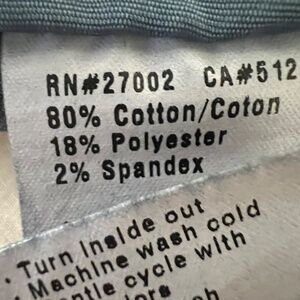 RN#27002 CA#512
80% Cotton/Coton
18% Polyester
2% Spandex
· Turn Inside out
· Machine wash cold
gentle cycle with